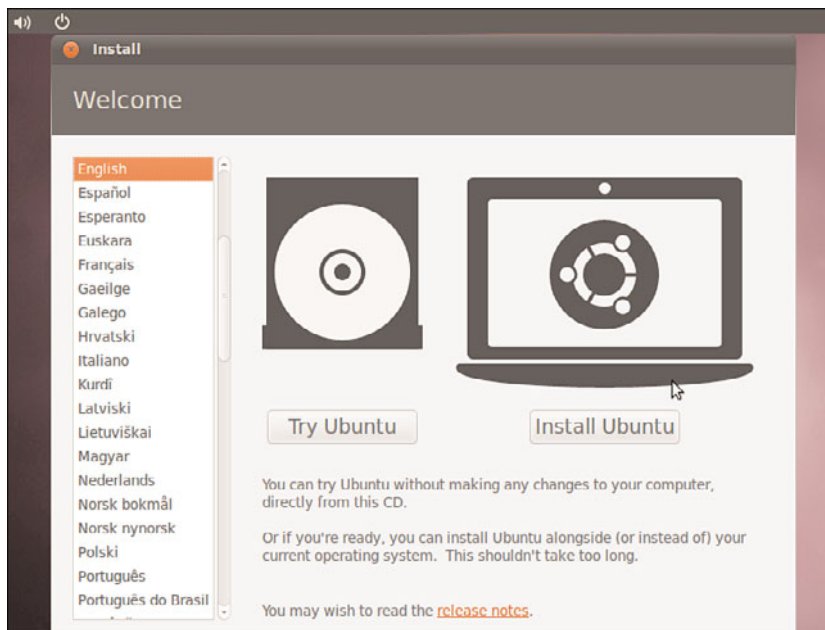 Install
Welcome
English
Español
Esperanto
Euskara
Français
Gaeilge
Galego
Hrvatski
Italiano
Kurdî
Latviski
Lietuviškai
Magyar
Nederlands
Norsk bokmål
Norsk nynorsk
Polski
Português
Português do Brasil
Try Ubuntu
Install Ubuntu
You can try Ubuntu without making any changes to your computer,
directly from this CD.
Or if you're ready, you can install Ubuntu alongside (or instead of) your
current operating system. This shouldn't take too long.
You may wish to read the release notes.